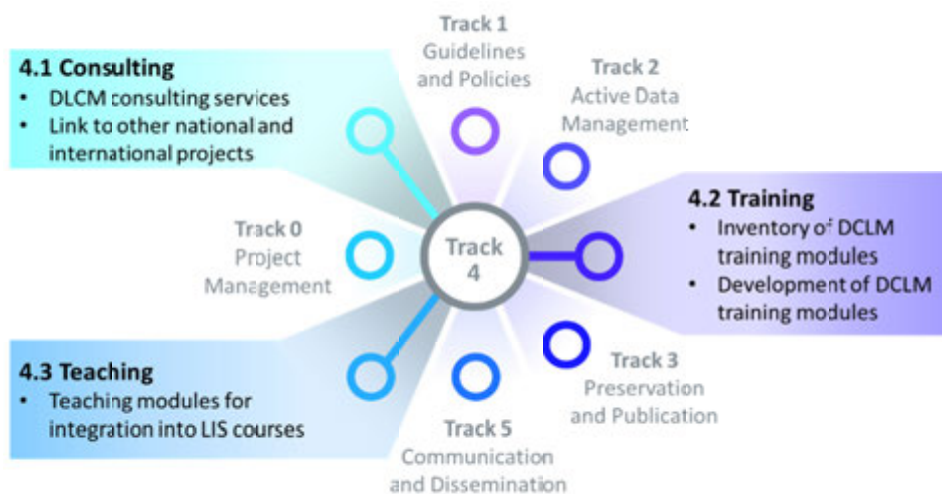 Track 1
Guidelines
and Policies
4.1 Consulting
• DLCM consulting services
• Link to other national and
international projects
Track 2
Active Data
Management
Track 0
Project
Management
Track
4
4.2 Training
• Inventory of DCLM
training modules
• Development of DCLM
training modules
4.3 Teaching
• Teaching modules for
integration into LIS courses
Track 3
Preservation
and Publication
Track 5
Communication
and Dissemination